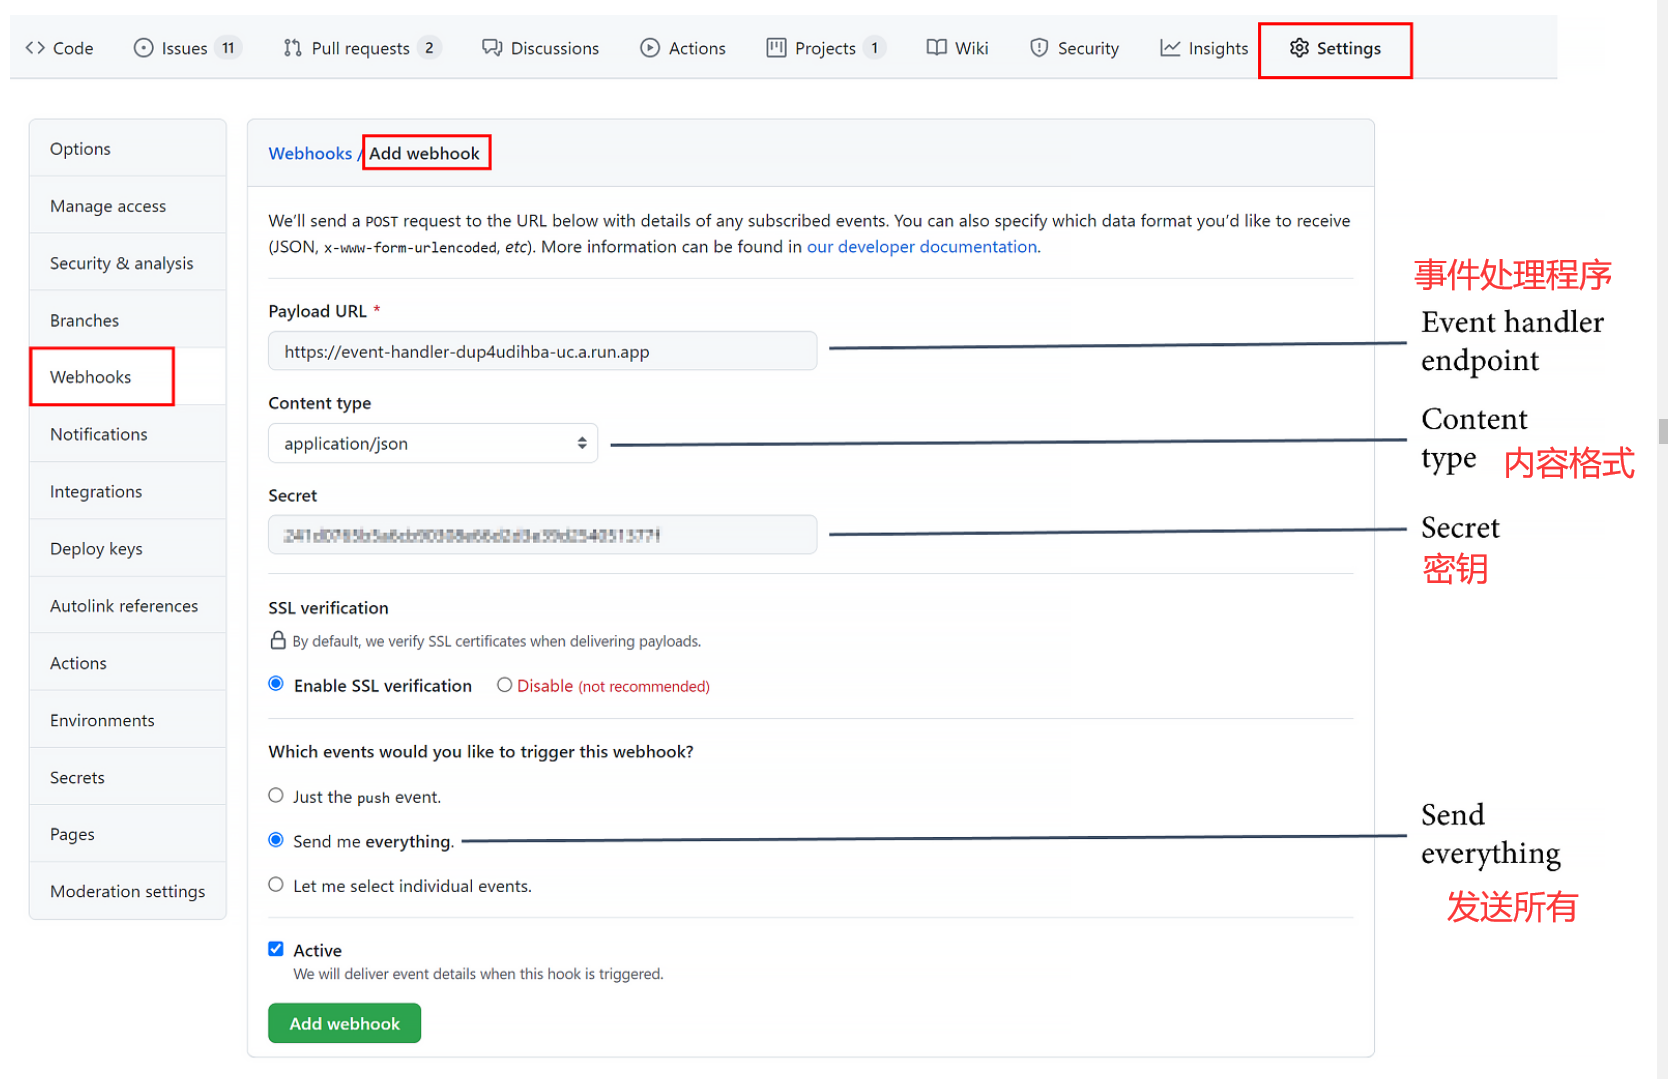 Code Issues 11 Pull requests 2 Discussions Actions Projects 1 Wiki Security Insights Settings
Options
Manage access
Security & analysis
Branches
Webhooks
Notifications
Integrations
Deploy keys
Autolink references
Actions
Environments
Secrets
Pages
Moderation settings
Webhooks / Add webhook
We’ll send a POST request to the URL below with details of any subscribed events. You can also specify which data format you’d like to receive
(JSON, x-www-form-urlencoded, etc). More information can be found in our developer documentation.
Payload URL *
https://event-handler-dup4udihba-uc.a.run.app
Content type
application/json
Secret
SSL verification
By default, we verify SSL certificates when delivering payloads.
Enable SSL verification Disable (not recommended)
Which events would you like to trigger this webhook?
Just the push event.
Send me everything.
Let me select individual events.
Active
We will deliver event details when this hook is triggered.
Add webhook
事件处理程序
Event handler
endpoint
Content
type 内容格式
Secret
密钥
Send
everything
发送所有